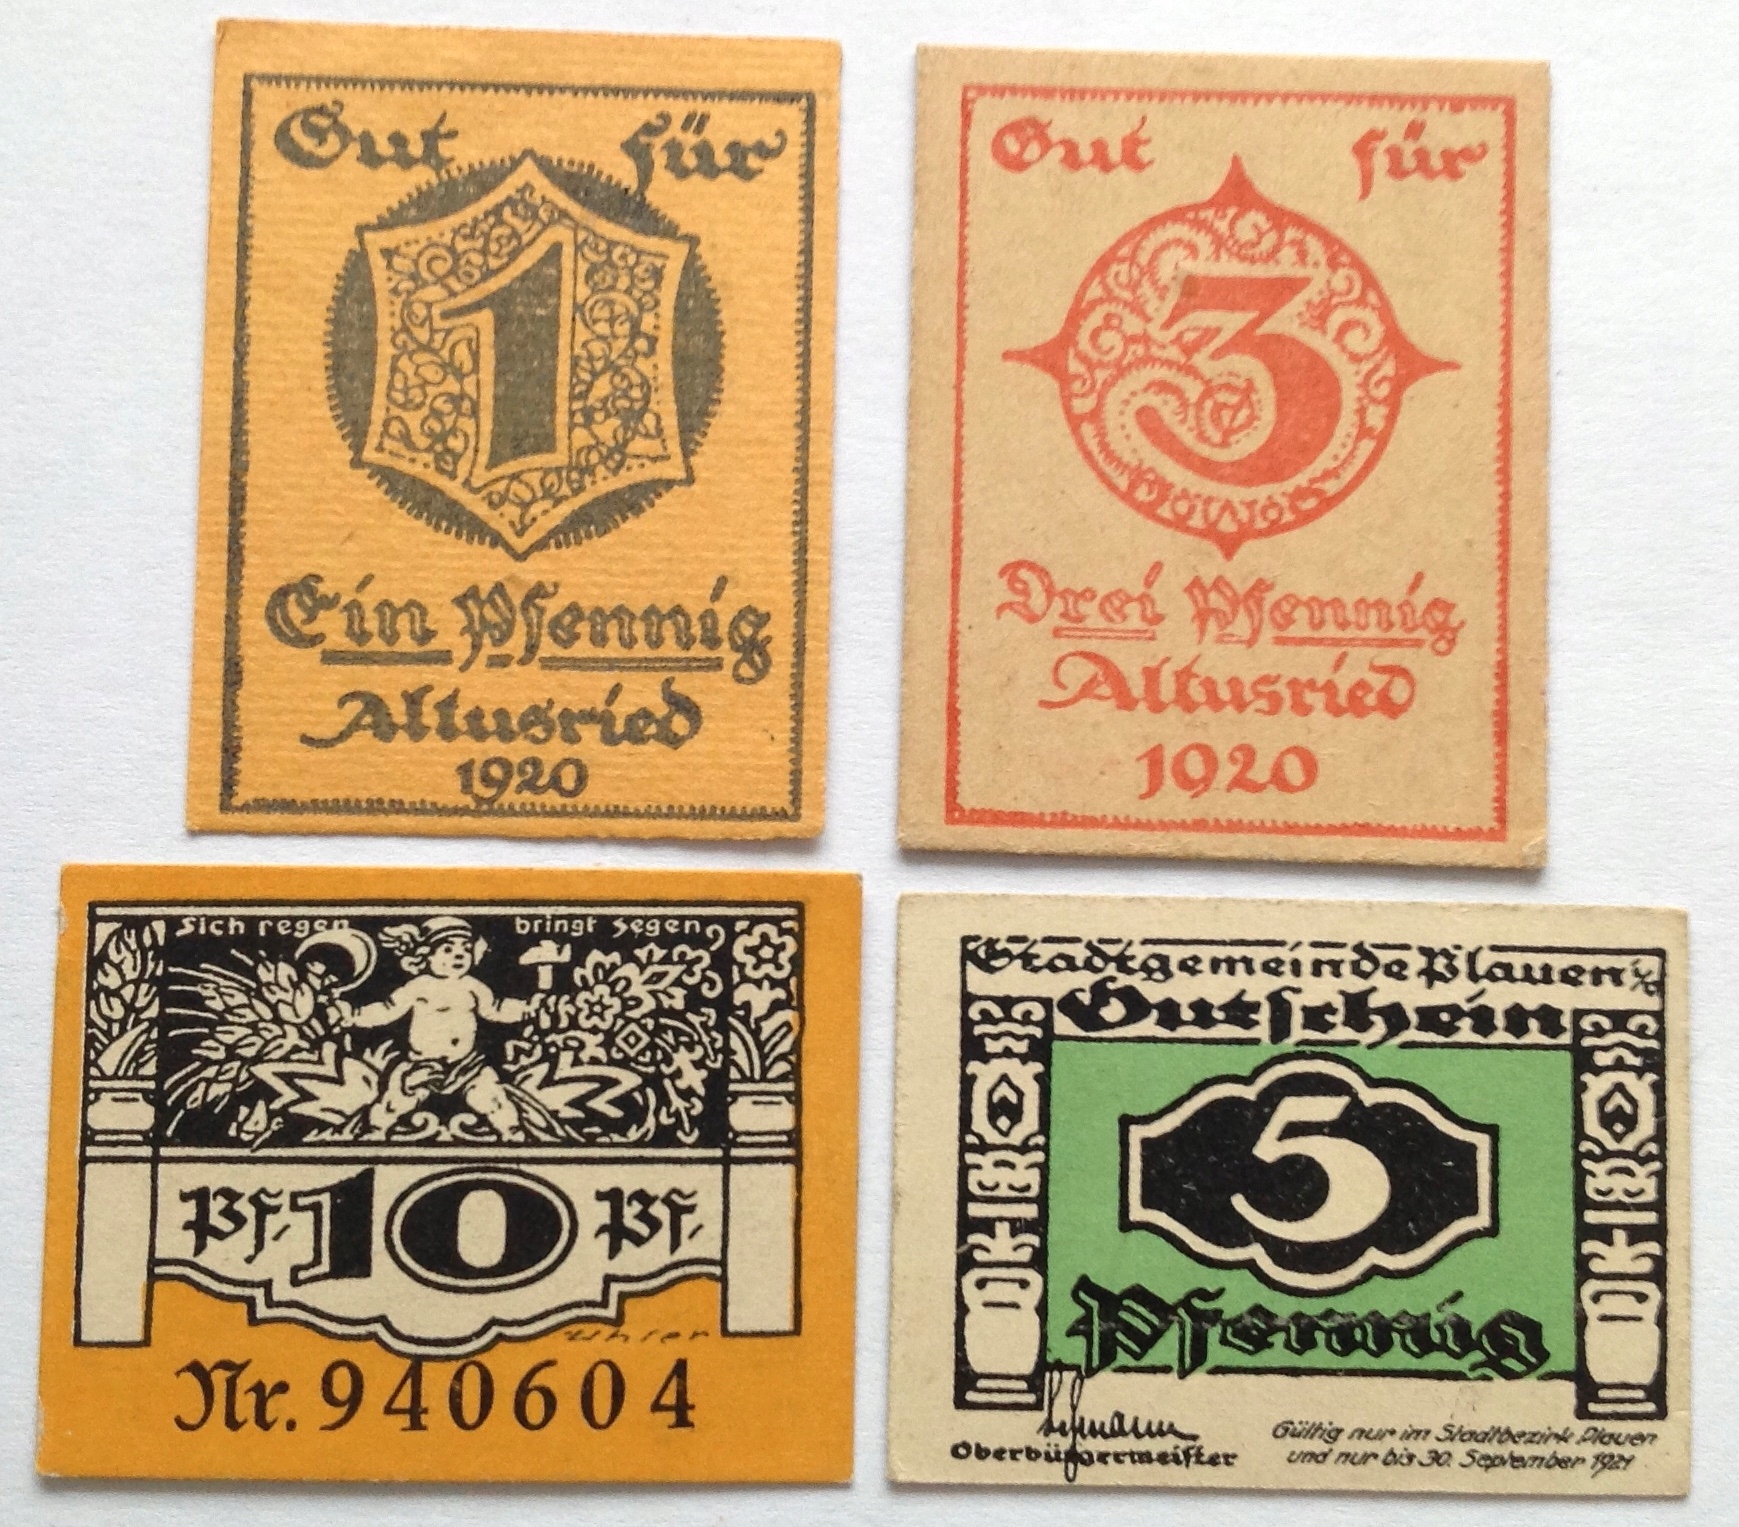 Gut für
1
Ein Pfennig
Altusried
1920
Gut für
3
Drei Pfennig
Altusried
1920
Sich regen bringt Segen
Pf. 10 Pf.
Uhler
Nr. 940604
Stadtgemeinde Plauen i/V.
Gutschein
5
Pfennig
Oberbürgermeister
Gültig nur im Stadtbezirk Plauen
und nur bis 30. September 1921